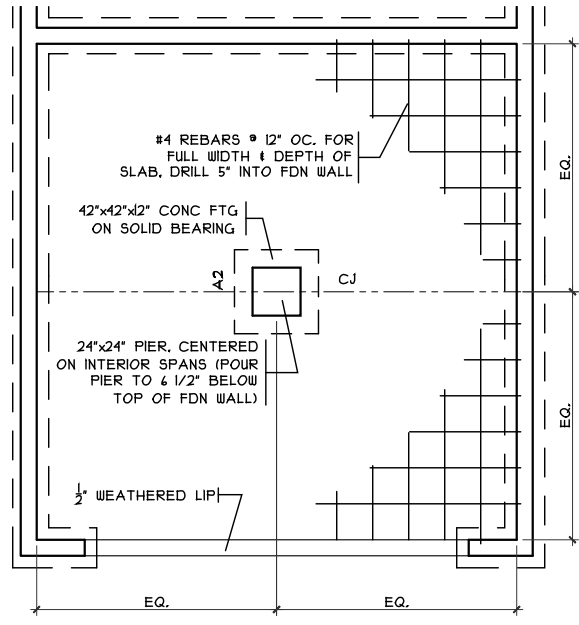 #4 REBARS @ 12" OC. FOR
FULL WIDTH & DEPTH OF
SLAB, DRILL 5" INTO FDN WALL
EQ.
42"x42"x12" CONC FTG
ON SOLID BEARING
A2
CJ
24"x24" PIER, CENTERED
ON INTERIOR SPANS (POUR
PIER TO 6 1/2" BELOW
TOP OF FDN WALL)
EQ.
1/2" WEATHERED LIP
EQ.
EQ.